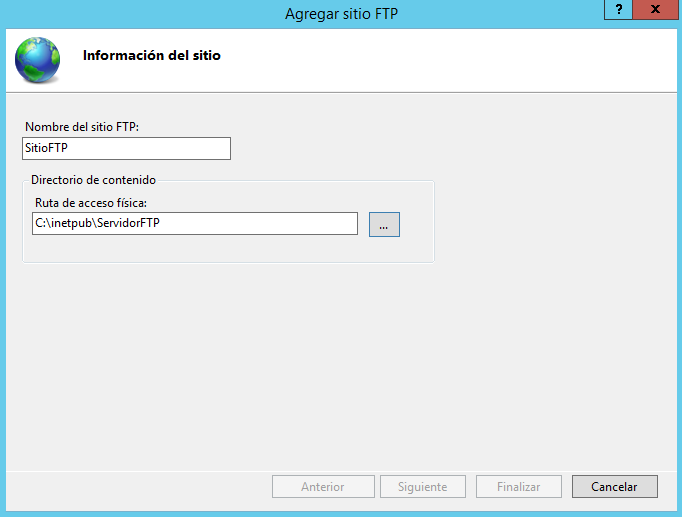 Agregar sitio FTP
?
x
Información del sitio
Nombre del sitio FTP:
SitioFTP
Directorio de contenido
Ruta de acceso física:
C:\inetpub\ServidorFTP
...
Anterior
Siguiente
Finalizar
Cancelar